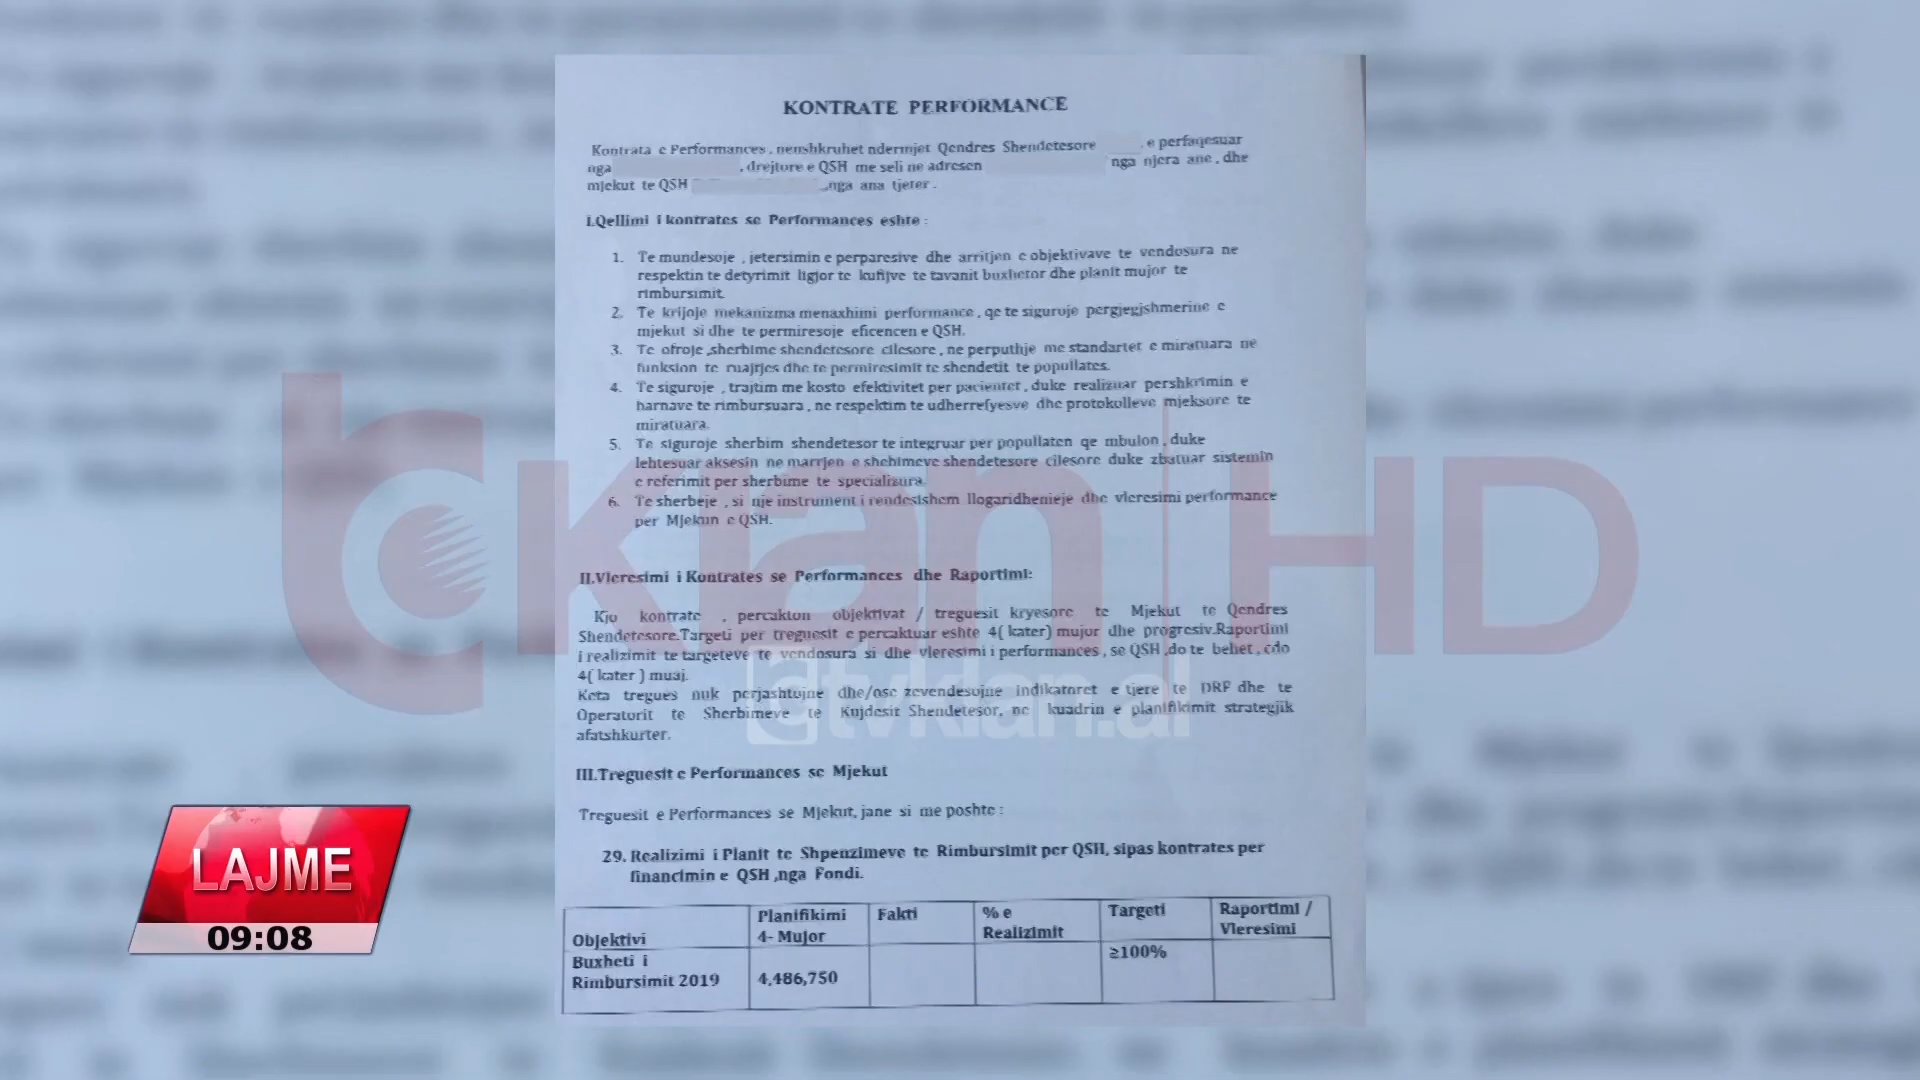 KONTRATE PERFORMANCE
Kontrata e Performances , nenshkruhet ndermjet Qendres Shendetesore , e perfaqesuar
nga , drejtore e QSH me seli ne adresen nga njera ane , dhe
mjekut te QSH ,nga ana tjeter .
I.Qellimi i kontrates se Performances eshte :
1. Te mundesoje , jetersimin e perparesive dhe arritjen e objektivave te vendosura ne
respektin te detyrimit ligjor te kufijve te tavanit buxhetor dhe planit mujor te
rimbursimit.
2. Te krijoje mekanizma menaxhimi performance , qe te siguroje pergjegjshmerine e
mjekut si dhe te permiresoje eficencen e QSH.
3. Te ofroje ,sherbime shendetesore cilesore , ne perputhje me standartet e miratuara ne
funksion te ruajtjes dhe te permiresimit te shendetit te popullates.
4. Te siguroje , trajtim me kosto efektivitet per pacientet , duke realizuar pershkrimin e
barnave te rimbursuara , ne respektim te udherrefyesve dhe protokolleve mjeksore te
miratuara.
5. Te siguroje sherbim shendetesor te integruar per popullaten qe mbulon , duke
lehtesuar aksesin ne marrjen e shebimeve shendetesore cilesore duke zbatuar sistemin
e referimit per sherbime te specializura.
6. Te sherbeje , si nje instrument i rendesishem llogaridhenieje dhe vleresimi performance
per Mjekun e QSH.
II.Vleresimi i Kontrates se Performances dhe Raportimi:
Kjo kontrate , percakton objektivat / treguesit kryesore te Mjekut te Qendres
Shendetesore.Targeti per treguesit e percaktuar eshte 4( kater) mujor dhe progresiv.Raportimi
i realizimit te targeteve te vendosura si dhe vleresimi i performances , se QSH ,do te behet , cdo
4( kater ) muaj.
Keta tregues nuk perjashtojne dhe/ose zevendesojne indikatoret e tjere te DRF dhe te
Operatorit te Sherbimeve te Kujdesit Shendetesor, ne kuadrin e planifikimit strategjik
afatshkurter.
III.Treguesit e Performances se Mjekut
Treguesit e Performances se Mjekut, jane si me poshte :
29. Realizimi i Planit te Shpenzimeve te Rimbursimit per QSH, sipas kontrates per
financimin e QSH ,nga Fondi.
Objektivi Planifikimi 4- Mujor Fakti % e Realizimit Targeti Raportimi / Vleresimi
Buxheti i Rimbursimit 2019 4,486,750 ≥100%
klan HD
tvklan.al
LAJME
09:08